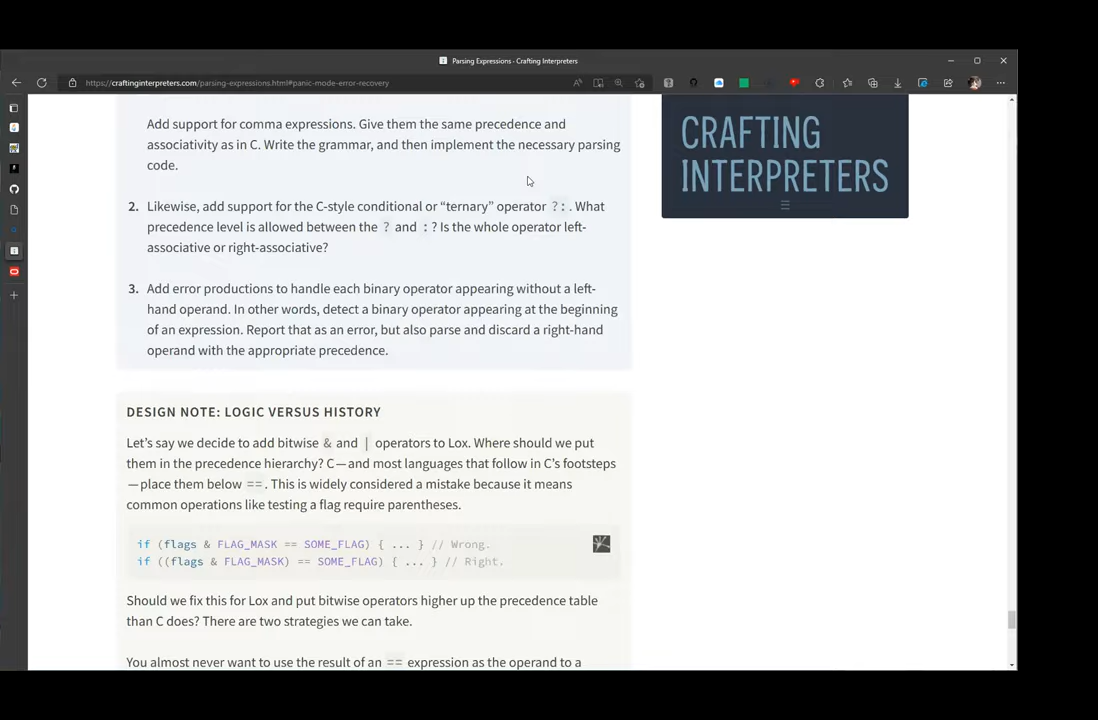 Parsing Expressions - Crafting Interpreters
https://craftinginterpreters.com/parsing-expressions.html#panic-mode-error-recovery
Add support for comma expressions. Give them the same precedence and
associativity as in C. Write the grammar, and then implement the necessary parsing
code.
2. Likewise, add support for the C-style conditional or “ternary” operator ?:. What
precedence level is allowed between the ? and :? Is the whole operator left-
associative or right-associative?
3. Add error productions to handle each binary operator appearing without a left-
hand operand. In other words, detect a binary operator appearing at the beginning
of an expression. Report that as an error, but also parse and discard a right-hand
operand with the appropriate precedence.
CRAFTING
INTERPRETERS
DESIGN NOTE: LOGIC VERSUS HISTORY
Let’s say we decide to add bitwise & and | operators to Lox. Where should we put
them in the precedence hierarchy? C—and most languages that follow in C’s footsteps
—place them below ==. This is widely considered a mistake because it means
common operations like testing a flag require parentheses.
if (flags & FLAG_MASK == SOME_FLAG) { ... } // Wrong.
if ((flags & FLAG_MASK) == SOME_FLAG) { ... } // Right.
Should we fix this for Lox and put bitwise operators higher up the precedence table
than C does? There are two strategies we can take.
You almost never want to use the result of an == expression as the operand to a